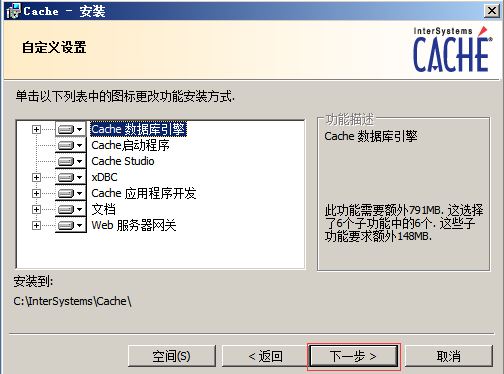 Cache - 安装
自定义设置
InterSystems
CACHÉ
单击以下列表中的图标更改功能安装方式.
Cache 数据库引擎
Cache启动程序
Cache Studio
xDBC
Cache 应用程序开发
文档
Web 服务器网关
功能描述
Cache 数据库引擎
此功能需要额外791MB. 这选择
了6个子功能中的6个. 这些子
功能要求额外148MB.
安装到:
C:\InterSystems\Cache\
空间(S)
< 返回
下一步 >
取消